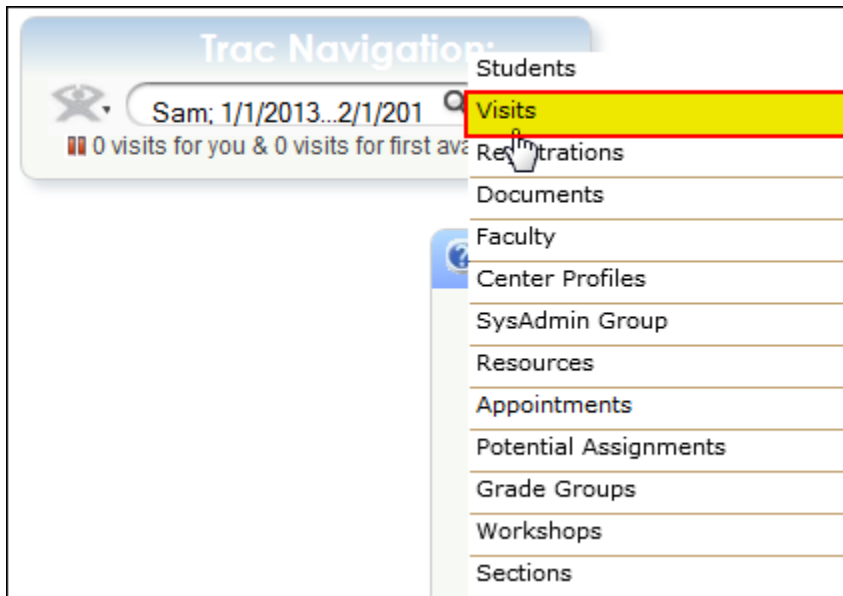 Trac Navigation:
Sam; 1/1/2013...2/1/201
0 visits for you & 0 visits for first
Students
Visits
Documents
Faculty
Center Profiles
SysAdmin Group
Resources
Appointments
Potential Assignments
Grade Groups
Workshops
Sections